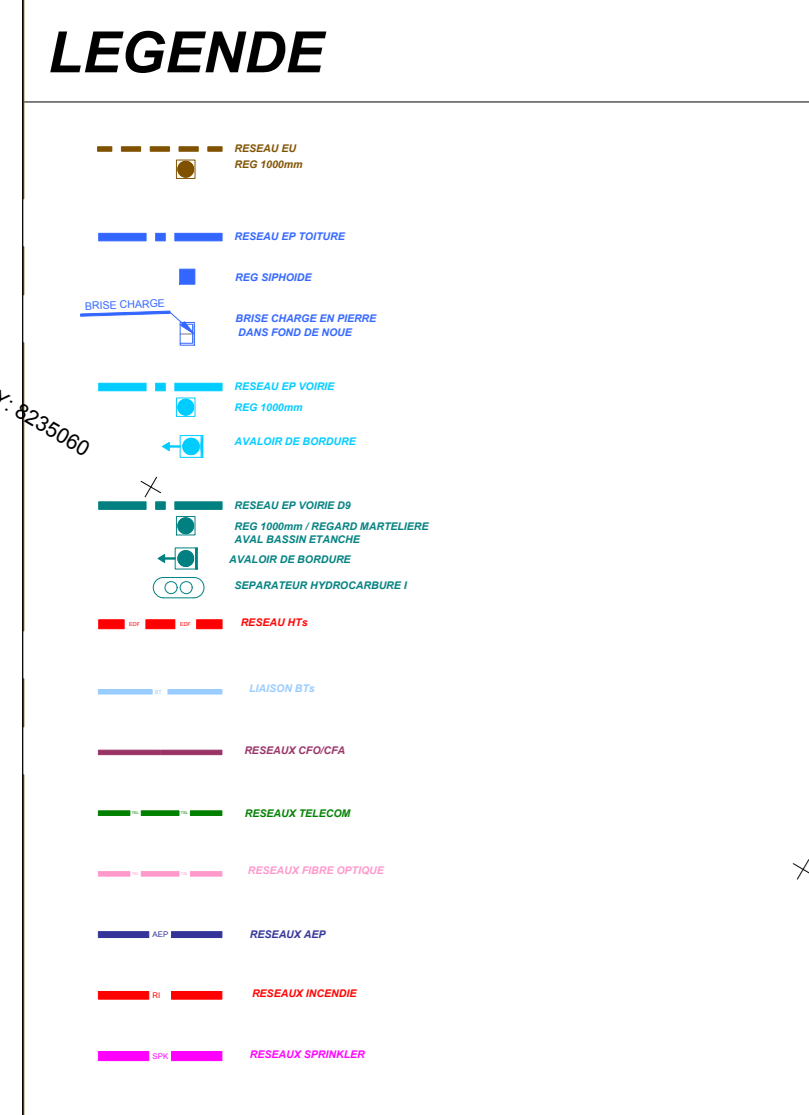 LEGENDE
RESEAU EU
REG 1000mm
RESEAU EP TOITURE
REG SIPHOIDE
BRISE CHARGE
BRISE CHARGE EN PIERRE
DANS FOND DE NOUE
RESEAU EP VOIRIE
REG 1000mm
: 8235060
AVALOIR DE BORDURE
RESEAU EP VOIRIE D9
REG 1000mm / REGARD MARTELIERE
AVAL BASSIN ETANCHE
AVALOIR DE BORDURE
SEPARATEUR HYDROCARBURE I
EDF EDF RESEAU HTs
BT LIAISON BTs
RESEAUX CFO/CFA
TEL TEL RESEAUX TELECOM
RESEAUX FIBRE OPTIQUE
AEP RESEAUX AEP
RI RESEAUX INCENDIE
SPK RESEAUX SPRINKLER